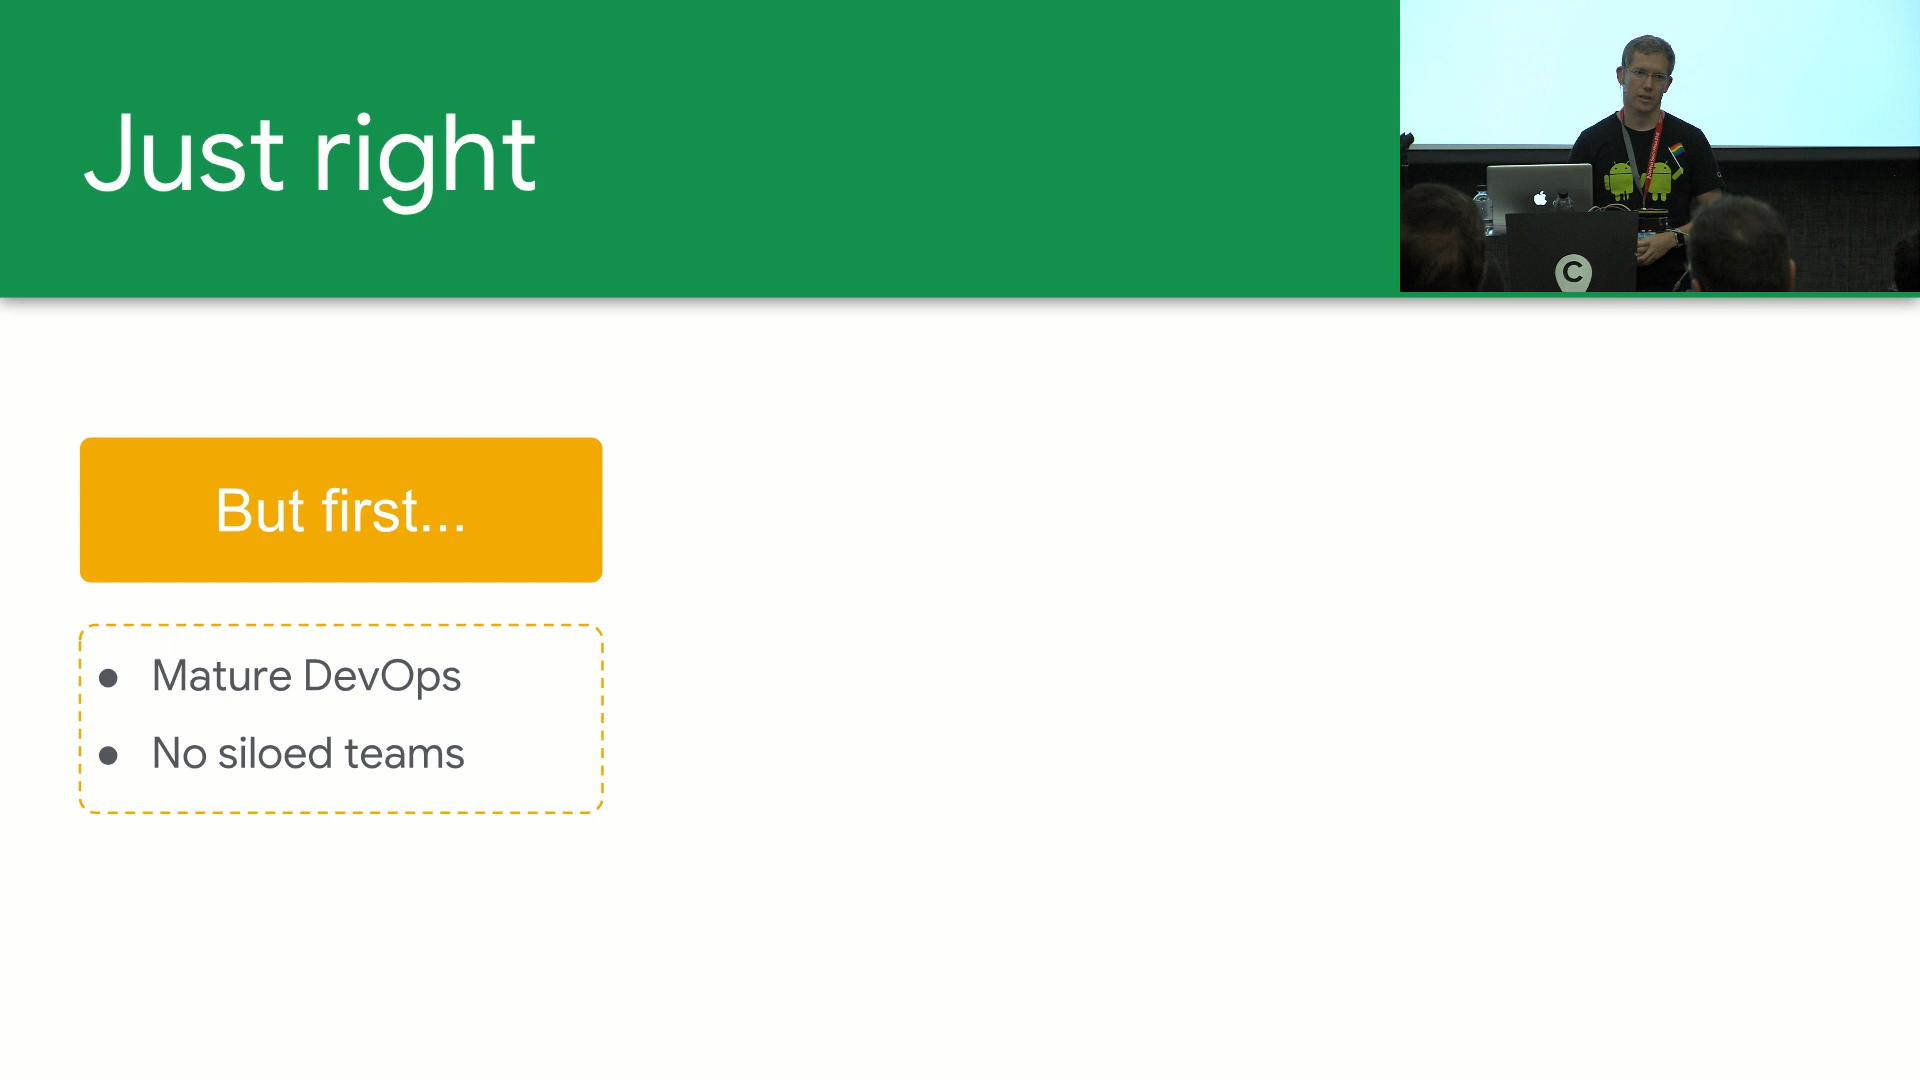 Just right
But first...
● Mature DevOps
● No siloed teams
C